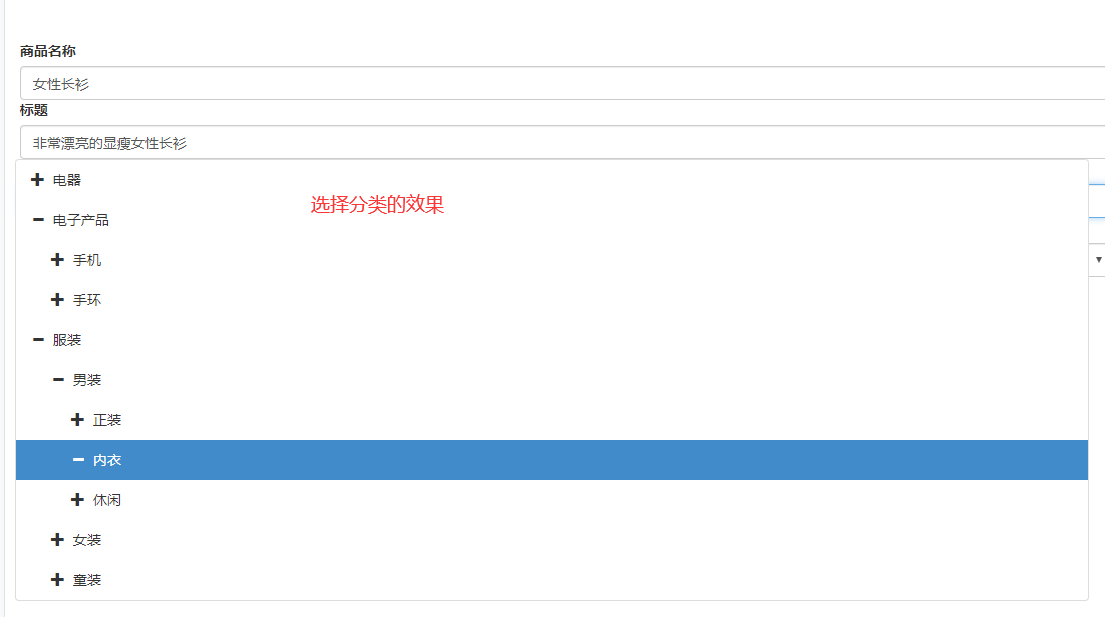 商品名称
女性长衫
标题
非常漂亮的显瘦女性长衫
电器
选择分类的效果
电子产品
手机
手环
服装
男装
正装
内衣
休闲
女装
童装